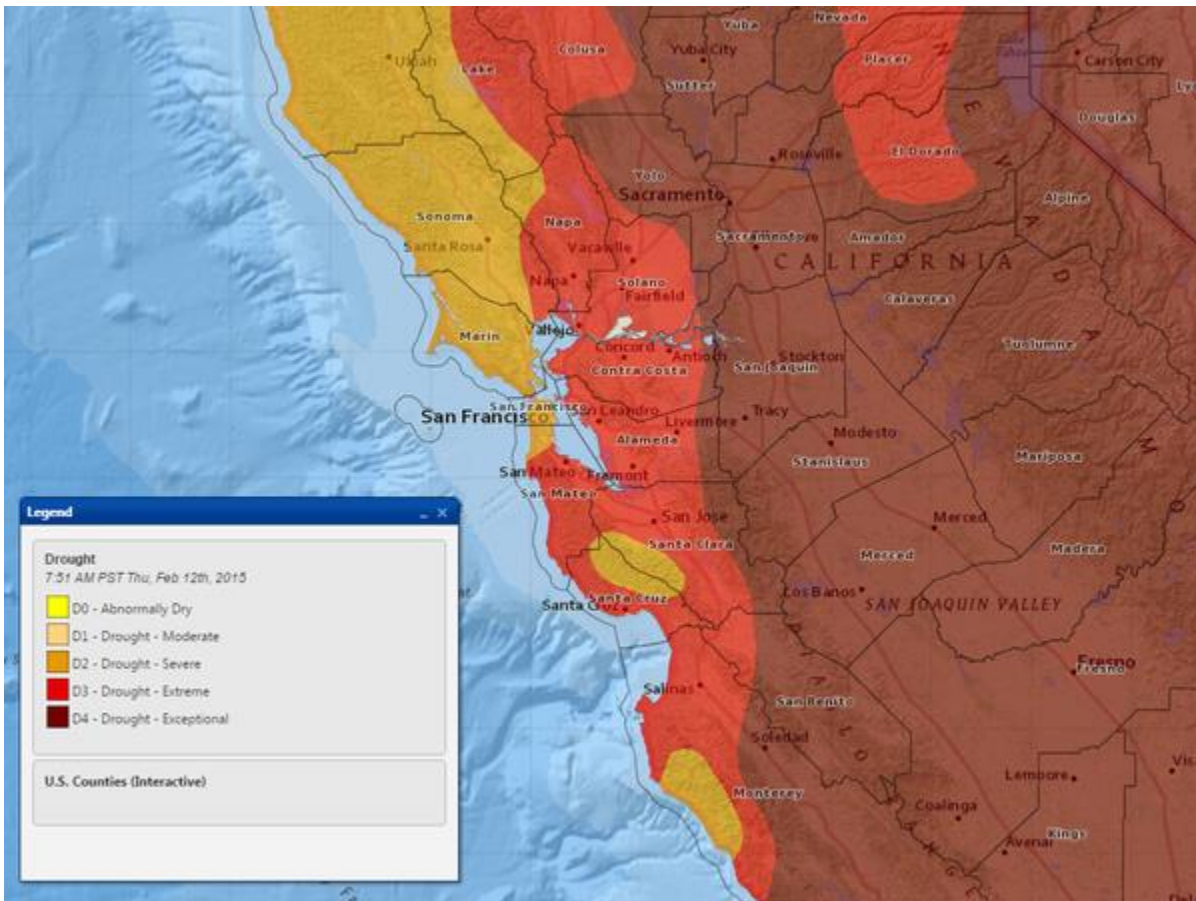 Yuba
Nevada
Colusa
Yuba City
Placer
Carson City
Ukiah
Lake
Sutter
Douglas
Roseville
El Dorado
Yolo
Sacramento
Alpine
Sonoma
Napa
Santa Rosa
Vacaville
Sacramento
Amador
CALIFORNIA
NEVADA
Napa
Solano
Fairfield
Calaveras
Vallejo
Marin
Concord
Antioch
Stockton
Tuolumne
Contra Costa
San Joaquin
San Francisco
San Francisco
San Leandro
Tracy
Livermore
Alameda
Modesto
Mariposa
San Mateo
Fremont
Stanislaus
San Mateo
San Jose
Merced
Santa Clara
Merced
Madera
Santa Cruz
Santa Cruz
Los Banos
SAN JOAQUIN VALLEY
Fresno
Fresno
Salinas
San Benito
Soledad
Monterey
Lemoore
Coalinga
Kings
Avenal
Legend
Drought
7:51 AM PST Thu, Feb 12th, 2015
D0 - Abnormally Dry
D1 - Drought - Moderate
D2 - Drought - Severe
D3 - Drought - Extreme
D4 - Drought - Exceptional
U.S. Counties (Interactive)